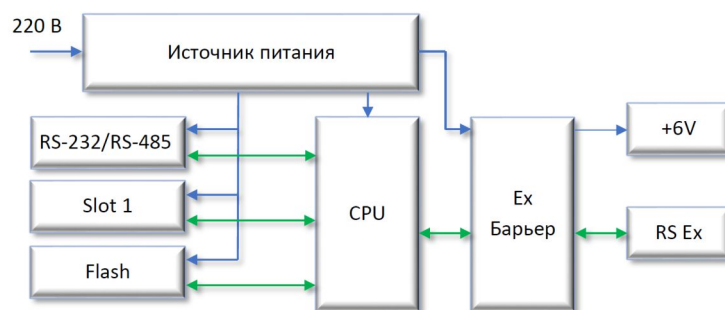 220 В
Источник питания
RS-232/RS-485
Slot 1
Flash
CPU
Ex
Барьер
+6V
RS Ex